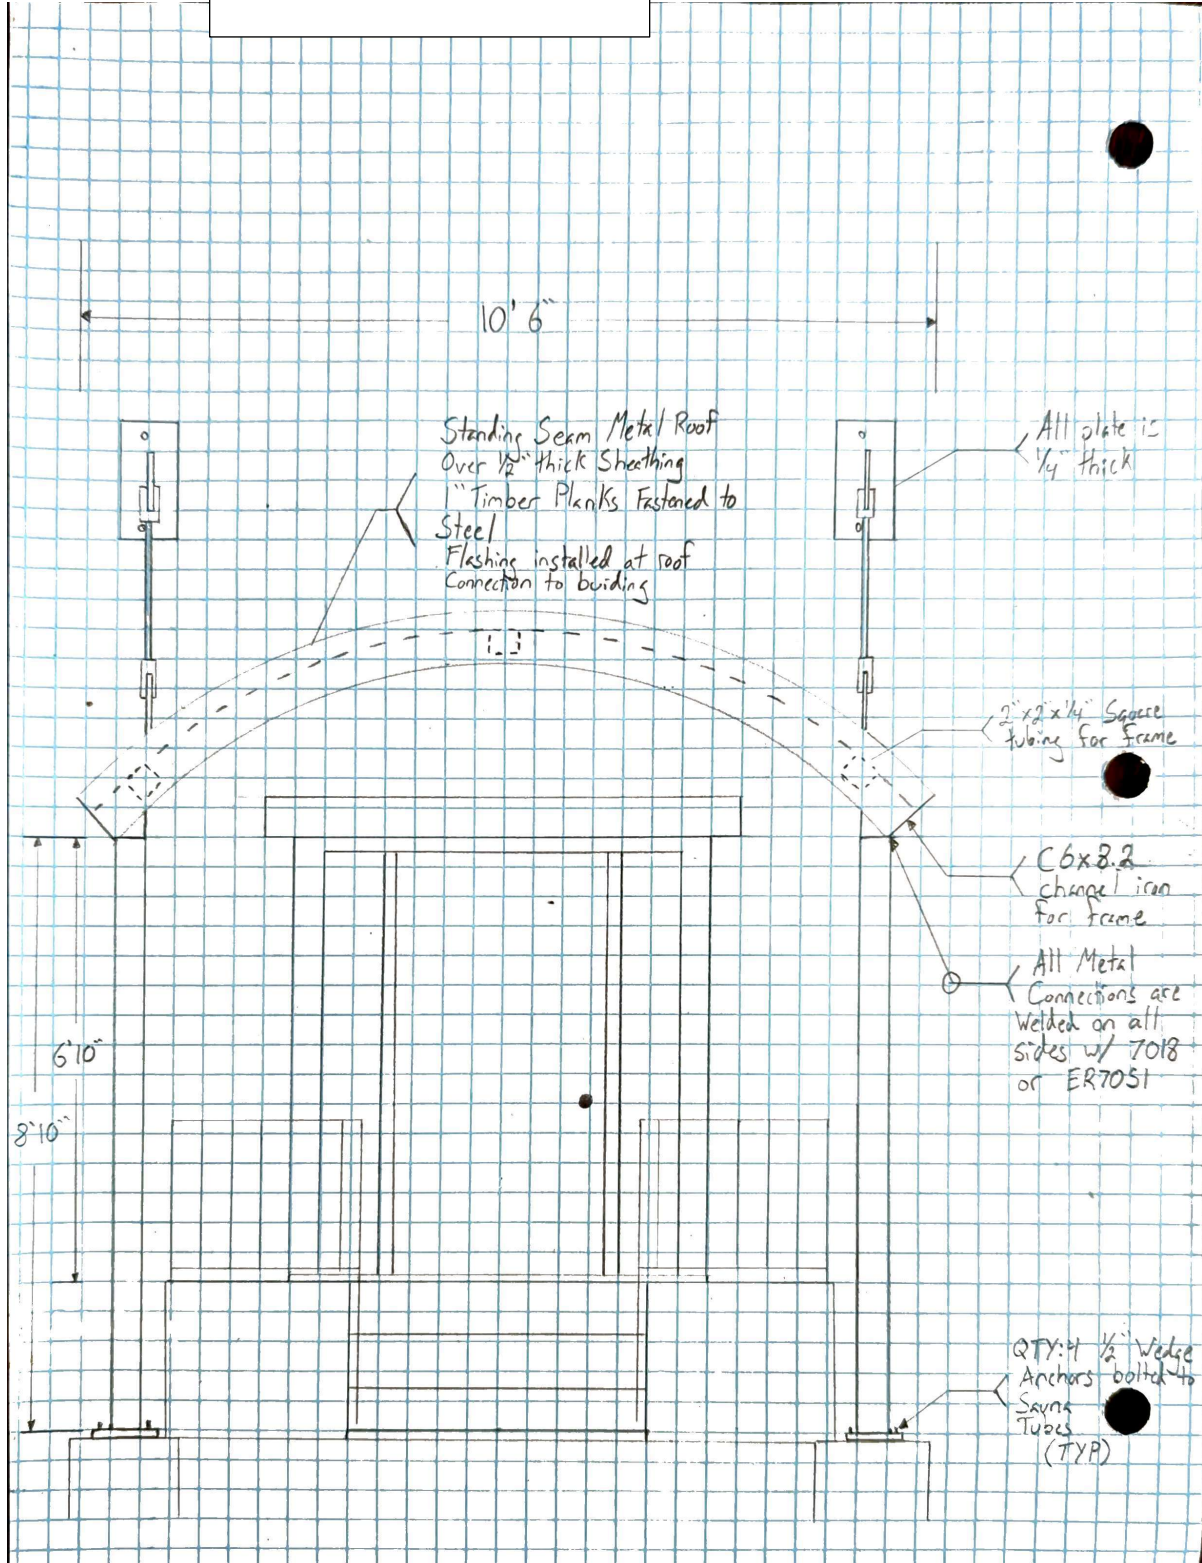 10' 6"
Standing Seam Metal Roof
Over 1/2" thick Sheathing
1" Timber Planks Fastened to
Steel
Flashing installed at roof
Connection to buiding
All plate is
1/4" thick
2"x2"x1/4" Square
tubing for frame
C6x8.2
channel iron
for frame
All Metal
Connections are
Welded on all
sides w/ 7018
or ER70S1
6'10"
8'10"
QTY:4 1/2" Wedge
Anchors bolted to
Sauna
Tubes
(TYP)